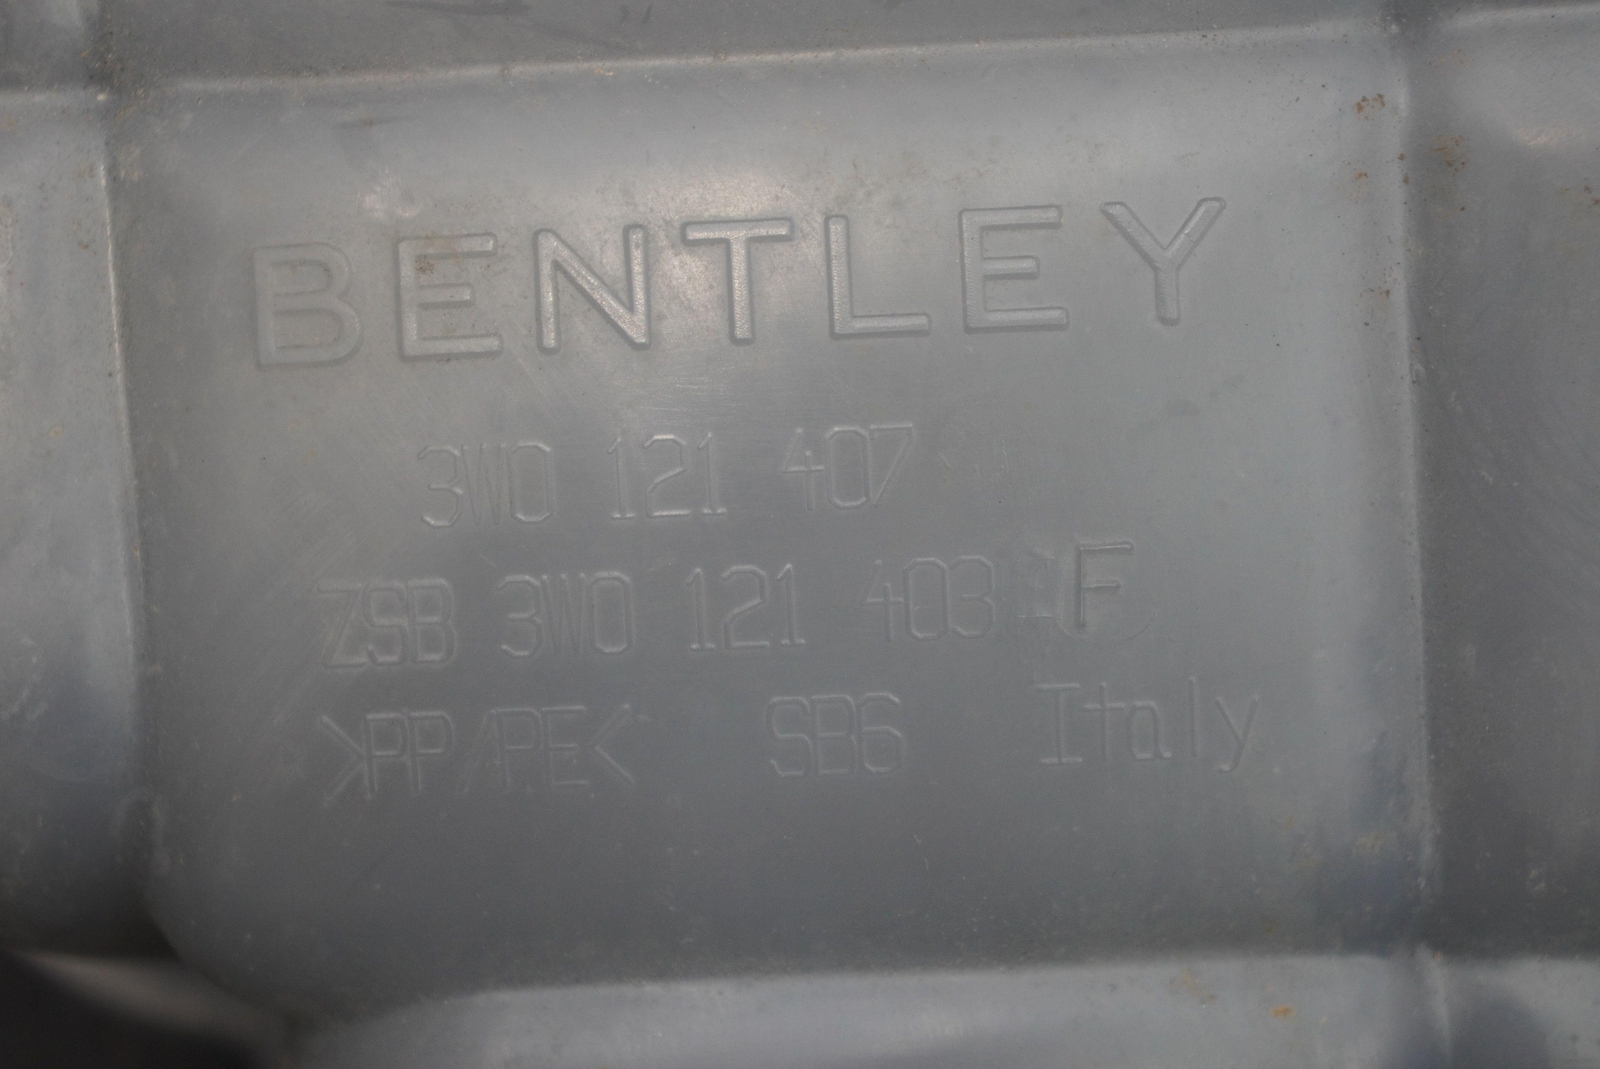 BENTLEY
3W0 121 407
ZSB 3W0 121 403 F
>PP/PE< SB6 Italy